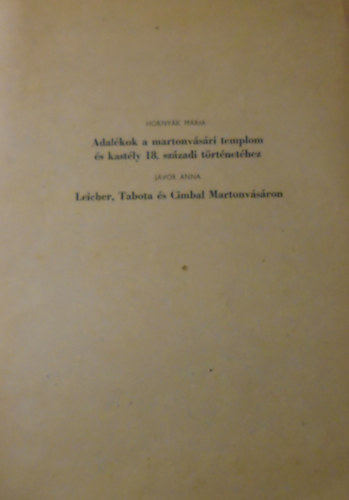 HORNYÁK MÁRIA
Adalékok a martonvásári templom
és kastély 18. századi történetéhez
JÁVOR ANNA
Leicher, Tabota és Cimbal Martonvásáron